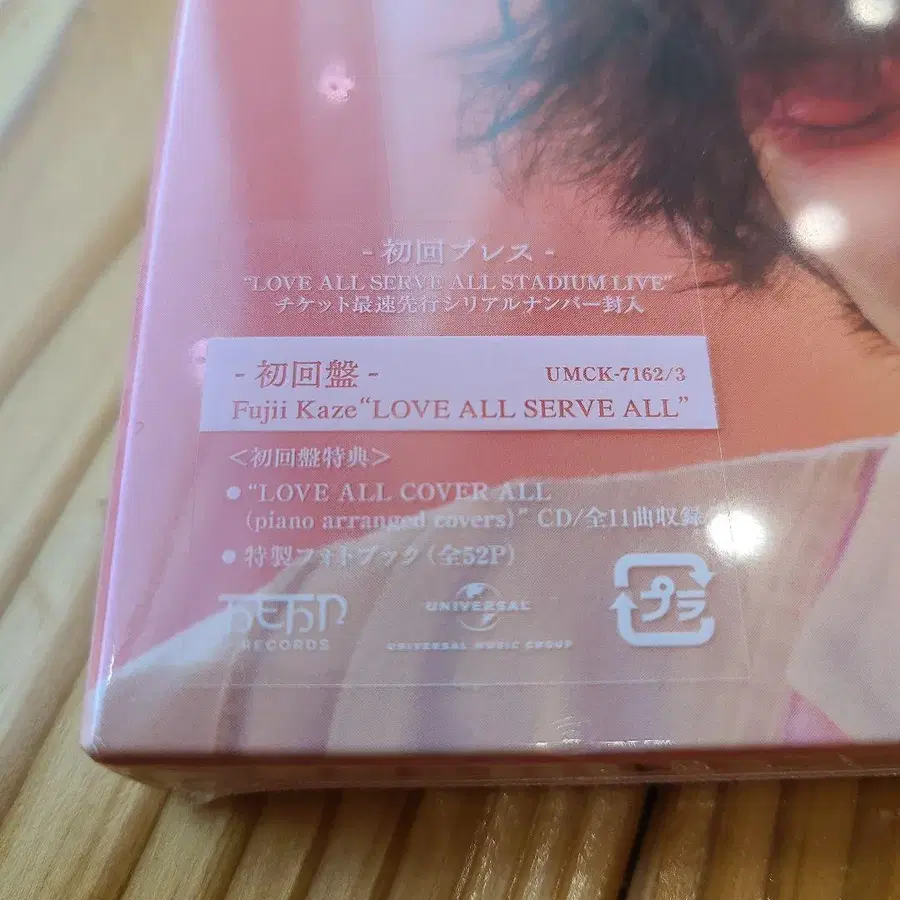 - 初回プレス -
“LOVE ALL SERVE ALL STADIUM LIVE”
チケット最速先行シリアルナンバー封入
- 初回盤 - UMCK-7162/3
Fujii Kaze “LOVE ALL SERVE ALL”
<初回盤特典>
● “LOVE ALL COVER ALL
(piano arranged covers)” CD/全11曲収録
● 特製フォトブック (全52P)
HEHN RECORDS
UNIVERSAL
UNIVERSAL MUSIC GROUP
プラ